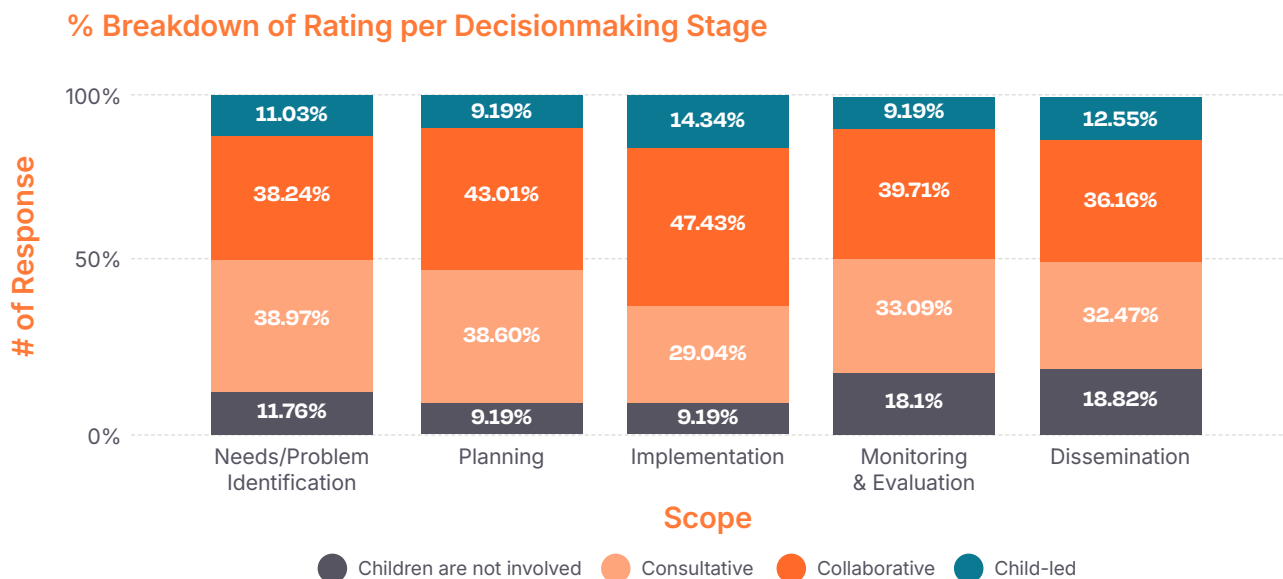 % Breakdown of Rating per Decisionmaking Stage
# of Response
100%
50%
0%
11.03%
38.24%
38.97%
11.76%
9.19%
43.01%
38.60%
9.19%
14.34%
47.43%
29.04%
9.19%
9.19%
39.71%
33.09%
18.1%
12.55%
36.16%
32.47%
18.82%
Needs/Problem
Identification
Planning
Implementation
Monitoring
& Evaluation
Dissemination
Scope
Children are not involved
Consultative
Collaborative
Child-led